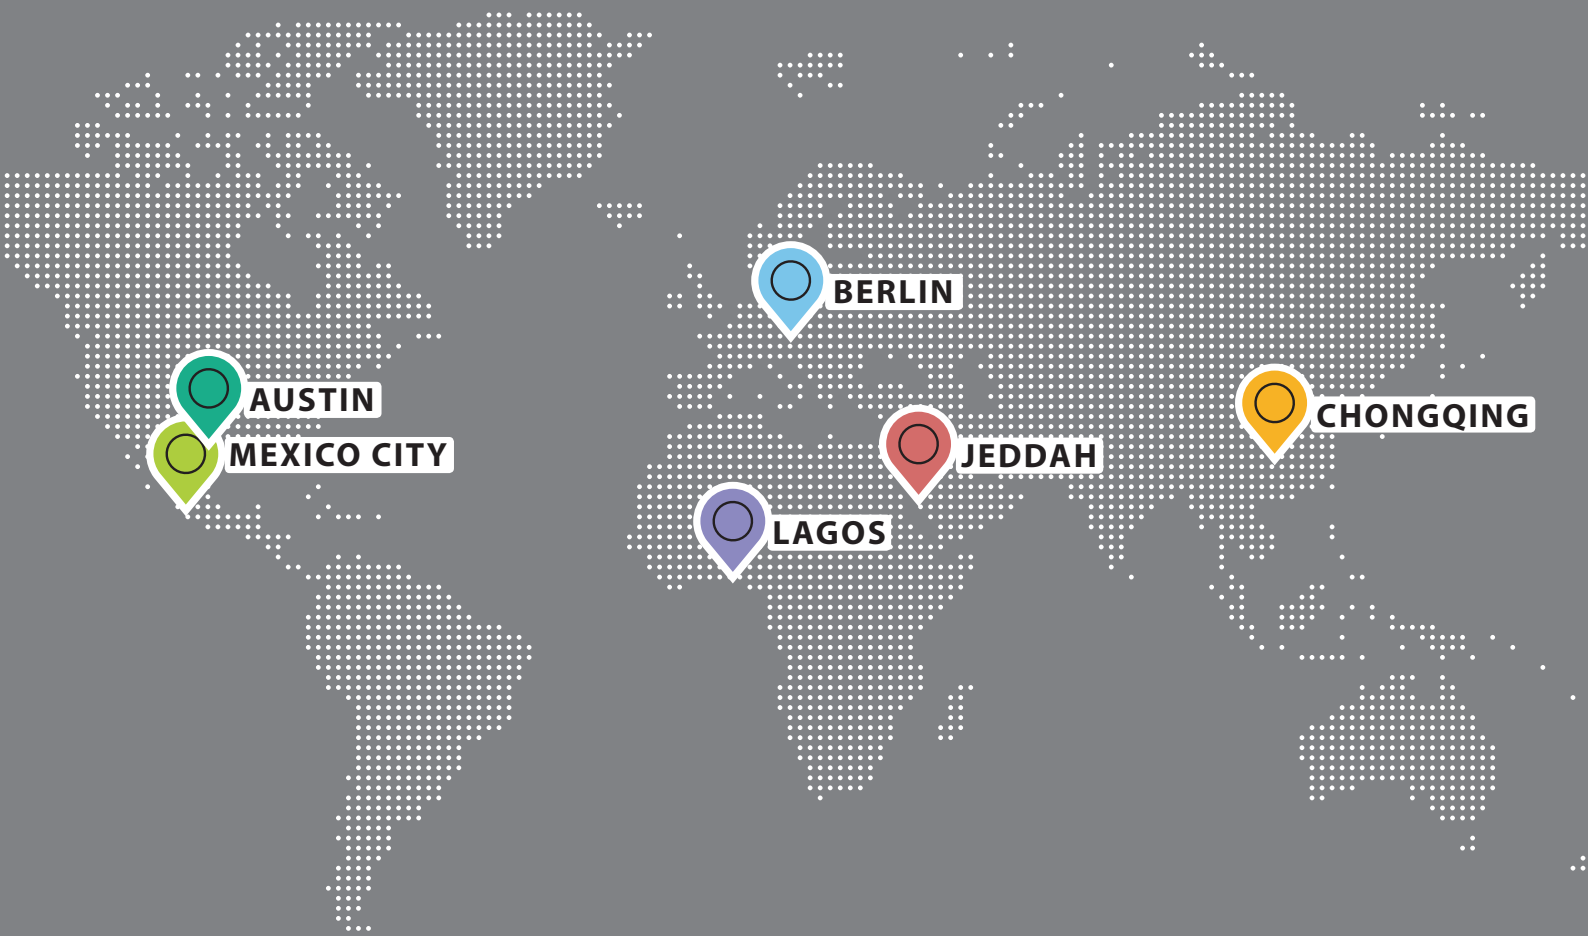 BERLIN
AUSTIN
CHONGQING
MEXICO CITY
JEDDAH
LAGOS